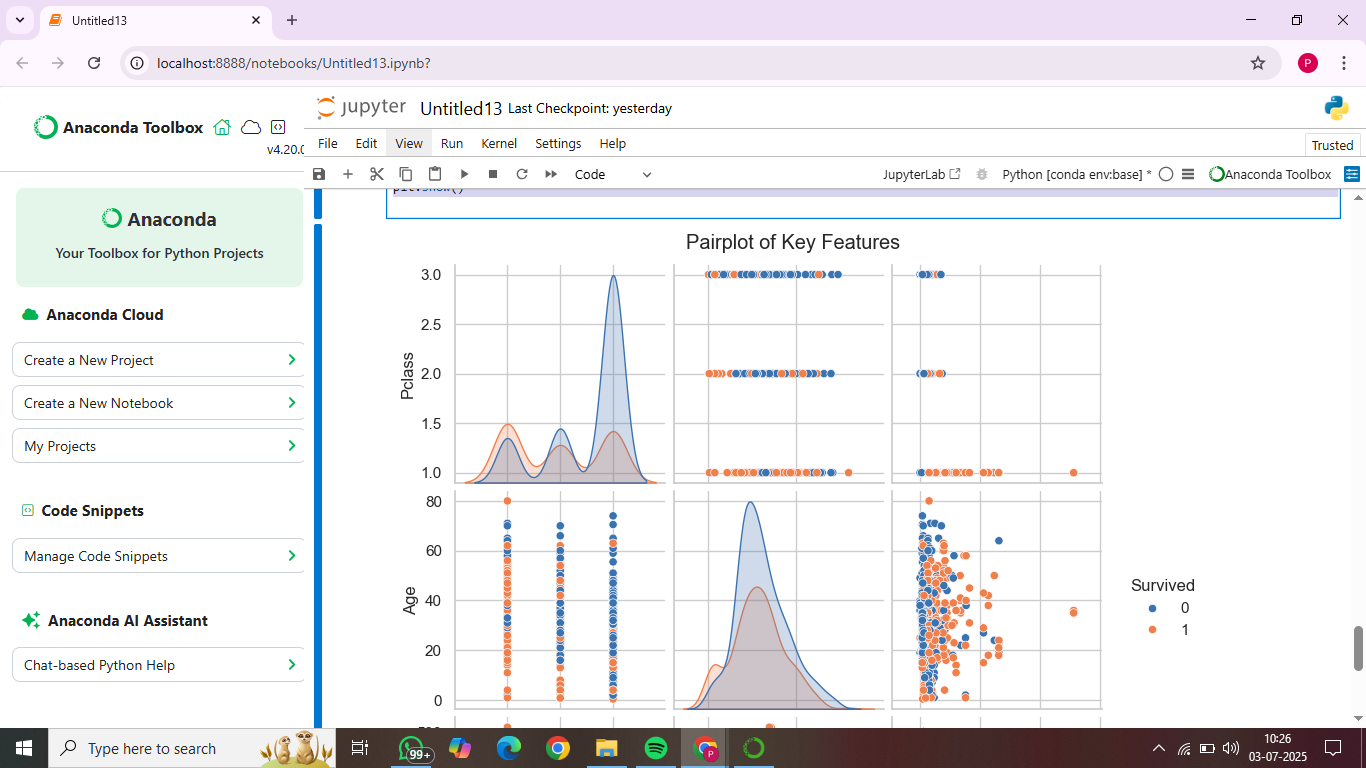 Untitled13
localhost:8888/notebooks/Untitled13.ipynb?
P
Anaconda Toolbox
v4.20.0
Anaconda
Your Toolbox for Python Projects
Anaconda Cloud
Create a New Project
Create a New Notebook
My Projects
Code Snippets
Manage Code Snippets
Anaconda AI Assistant
Chat-based Python Help
jupyter Untitled13 Last Checkpoint: yesterday
File Edit View Run Kernel Settings Help
Trusted
Code JupyterLab Python [conda env:base] * Anaconda Toolbox
plt.show()
Pairplot of Key Features
Pclass
3.0
2.5
2.0
1.5
1.0
Age
80
60
40
20
0
Survived
0
1
Type here to search
99+
P
10:26
03-07-2025